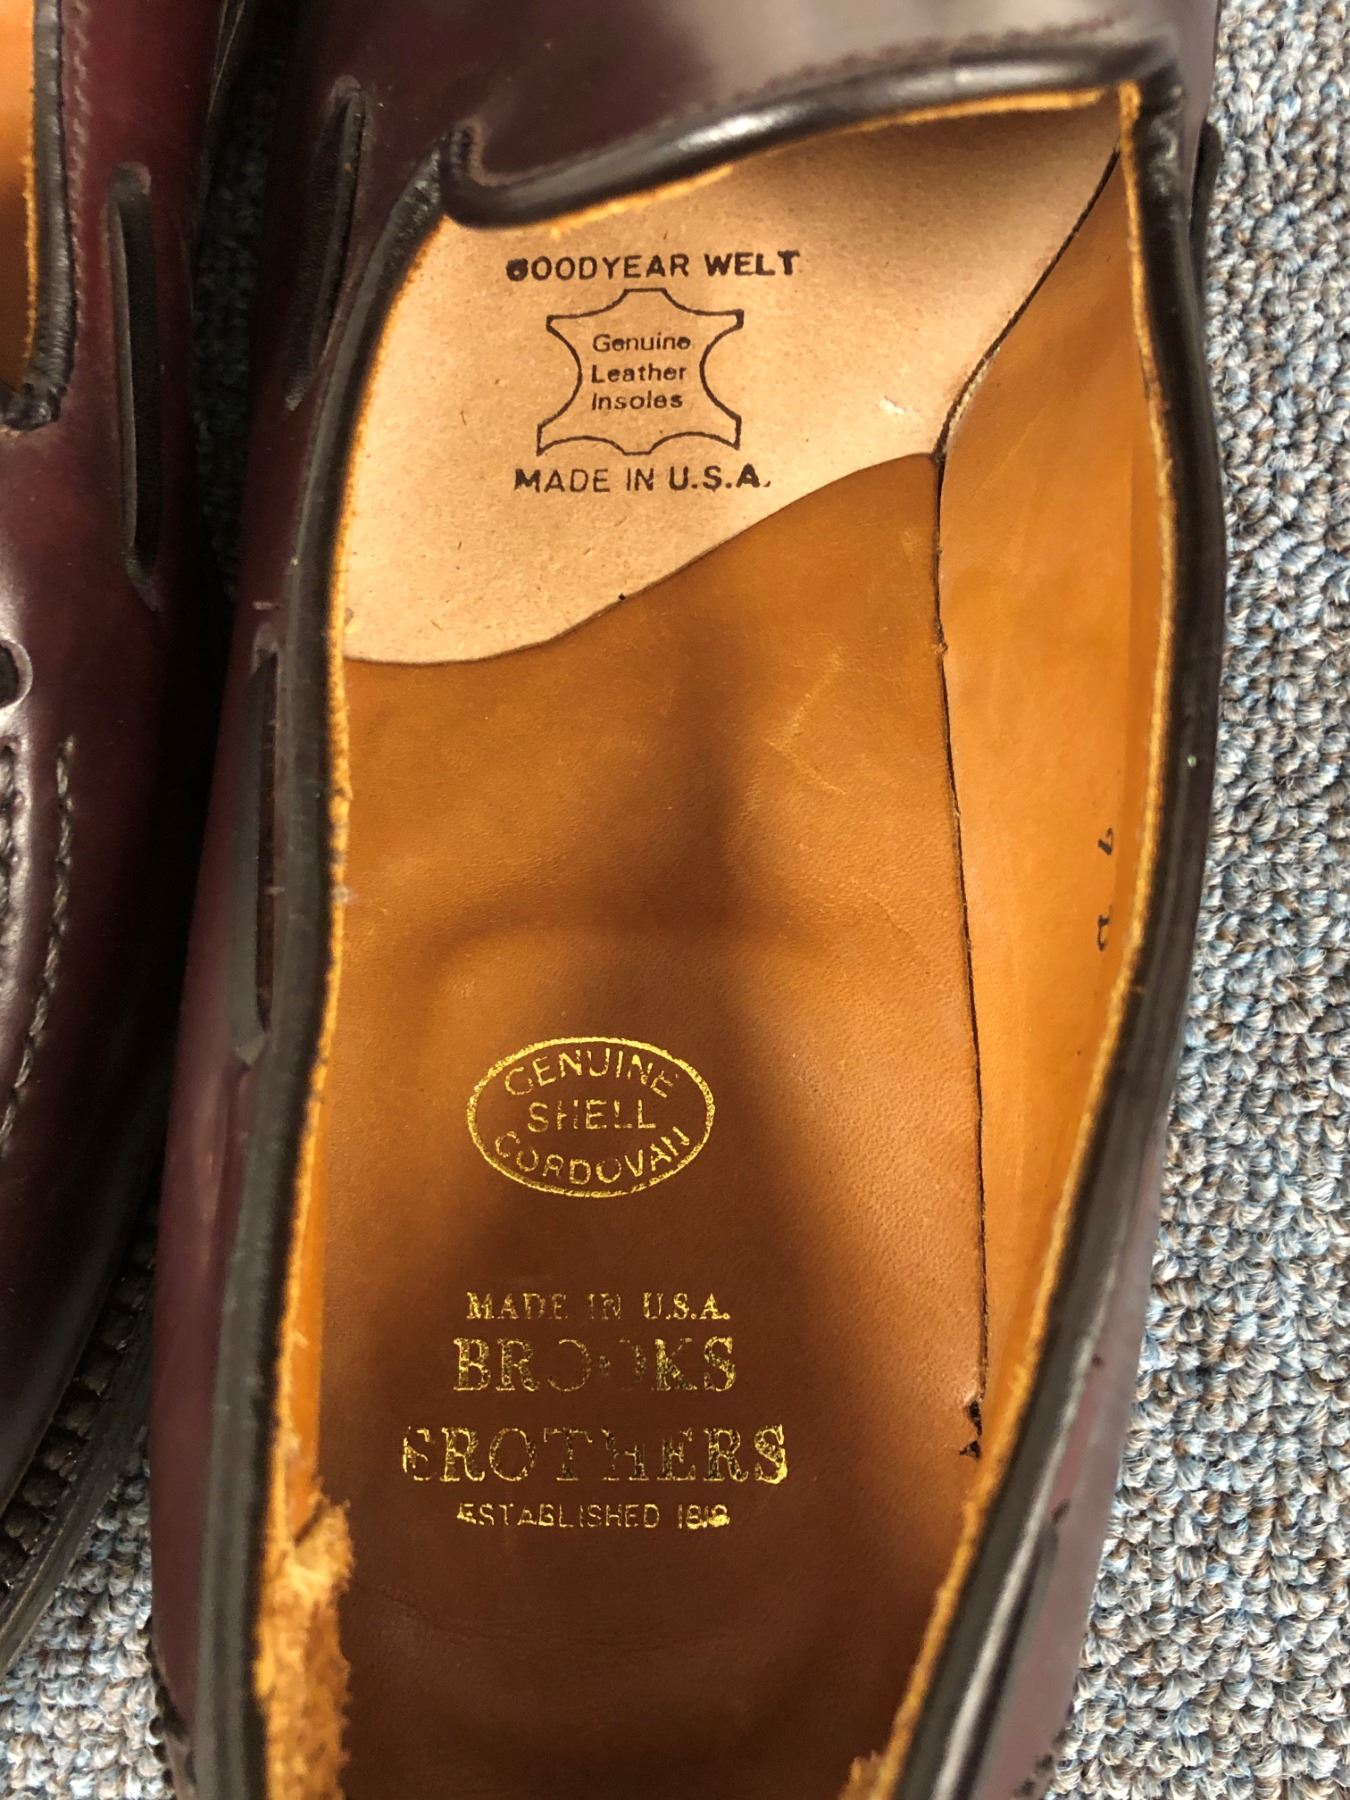 GOODYEAR WELT
Genuine
Leather
Insoles
MADE IN U.S.A.
GENUINE
SHELL
CORDOVAN
MADE IN U.S.A.
BROOKS
BROTHERS
ESTABLISHED 1818